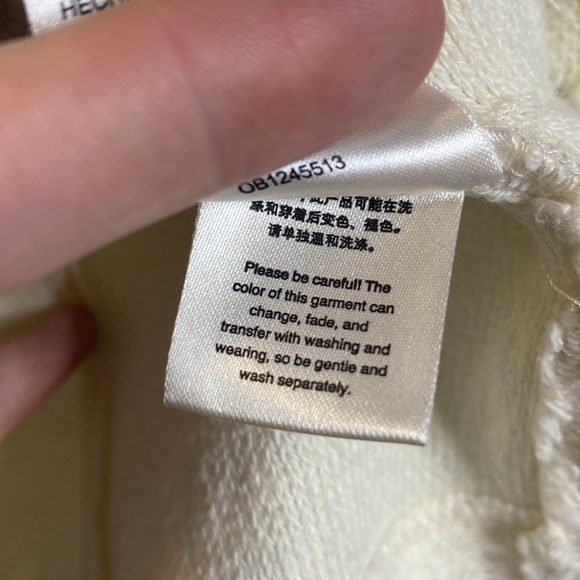 OB1245513
此产品可能在洗
涤和穿着后变色、褪色。
请单独温和洗涤。
Please be careful! The
color of this garment can
change, fade, and
transfer with washing and
wearing, so be gentle and
wash separately.